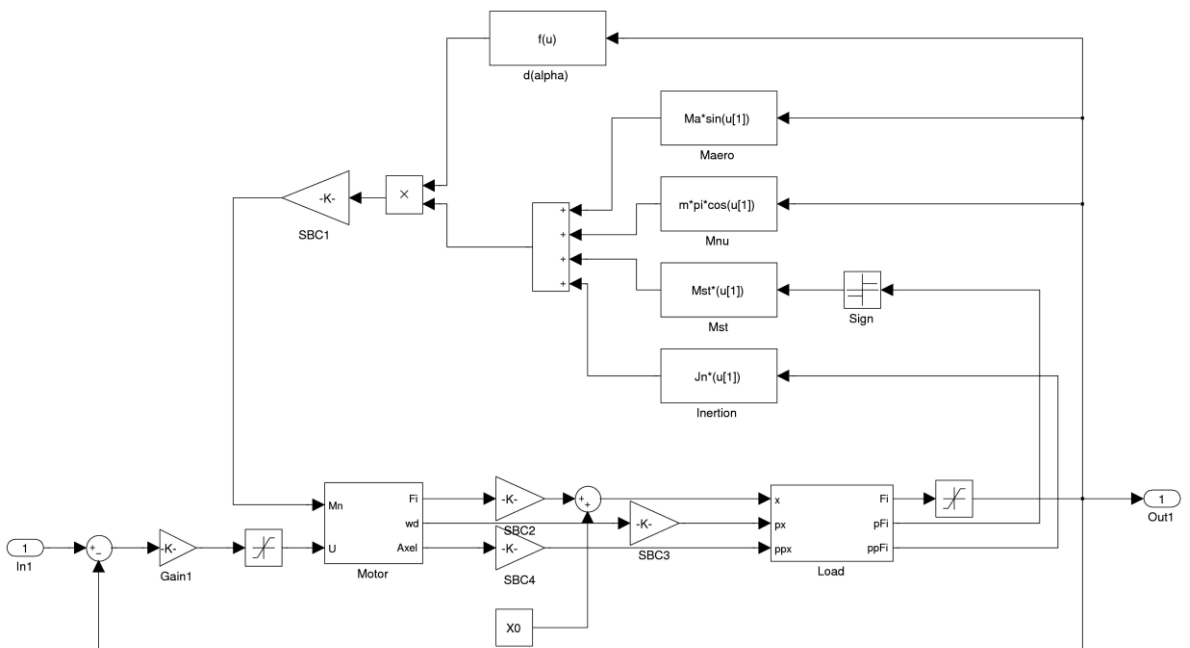 f(u)
d(alpha)
Ma*sin(u[1])
Maero
-K-
SBC1
×
+
+
+
+
m*pi*cos(u[1])
Mnu
Mst*(u[1])
Mst
Sign
Jn*(u[1])
Inertion
1
In1
+
−
-K-
Gain1
Mn
U
Fi
wd
Axel
Motor
-K-
SBC2
+
+
-K-
SBC3
-K-
SBC4
X0
x
px
ppx
Fi
pFi
ppFi
Load
1
Out1